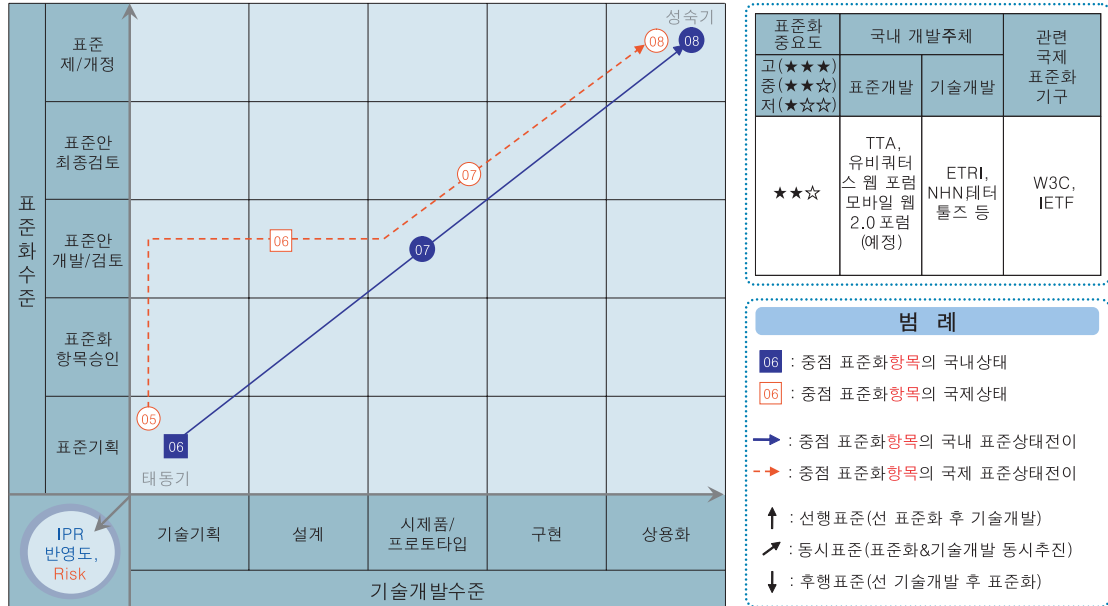 성숙기
표준
제/개정
08
08
표준안
최종검토
07
표준화수준
표준안
개발/검토
06
07
표준화
항목승인
05
표준기획
06
태동기
IPR
반영도,
Risk
기술기획
설계
시제품/
프로토타입
구현
상용화
기술개발수준
표준화
중요도
고(★★★)
중(★★☆)
저(★☆☆)
국내 개발주체
표준개발
기술개발
관련
국제
표준화
기구
★★☆
TTA,
유비쿼터
스 웹 포럼
모바일 웹
2.0 포럼
(예정)
ETRI,
툴즈 등
W3C,
IETF
범 례
06 : 중점 표준화항목의 국내상태
06 : 중점 표준화항목의 국제상태
: 중점 표준화항목의 국내 표준상태전이
: 중점 표준화항목의 국제 표준상태전이
: 선행표준(선 표준화 후 기술개발)
: 동시표준(표준화&기술개발 동시추진)
: 후행표준(선 기술개발 후 표준화)